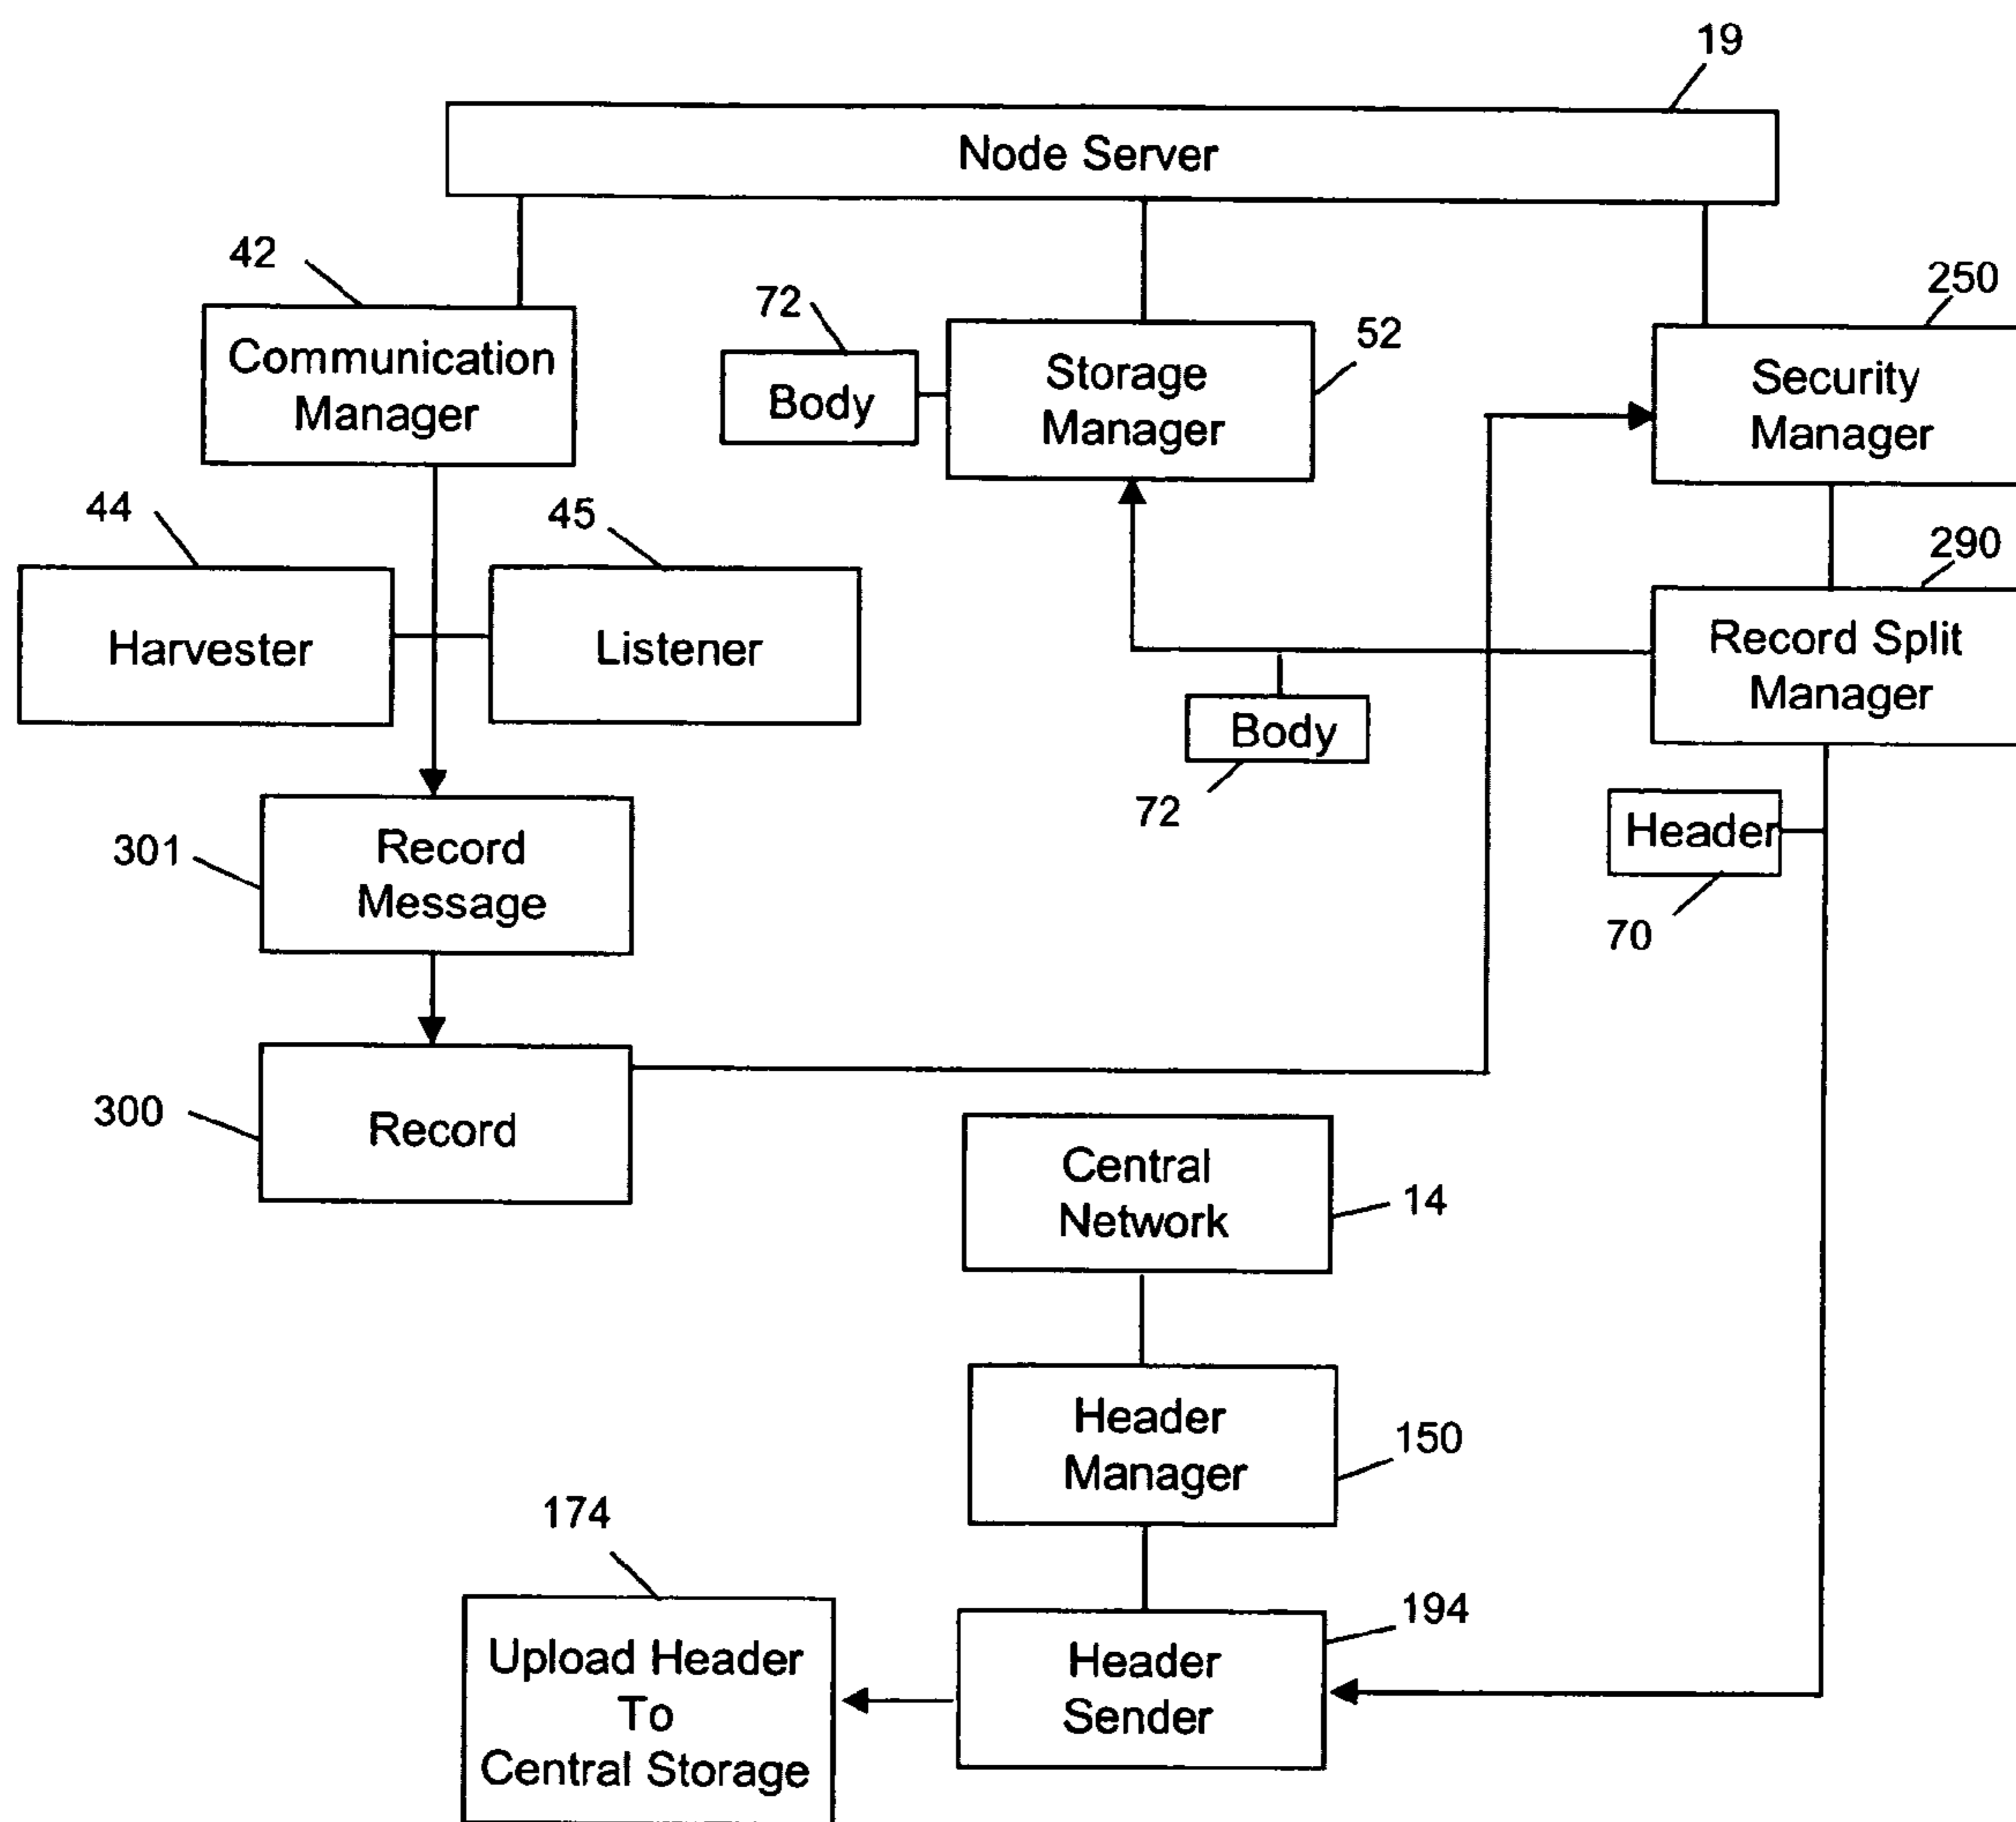 19
Node Server
42
Communication
Manager
72
Body
Storage
Manager
52
250
Security
Manager
44
Harvester
45
Listener
290
Record Split
Manager
Body
72
Header
70
301
Record
Message
300
Record
Central
Network
14
Header
Manager
150
174
Upload Header
To
Central Storage
Header
Sender
194